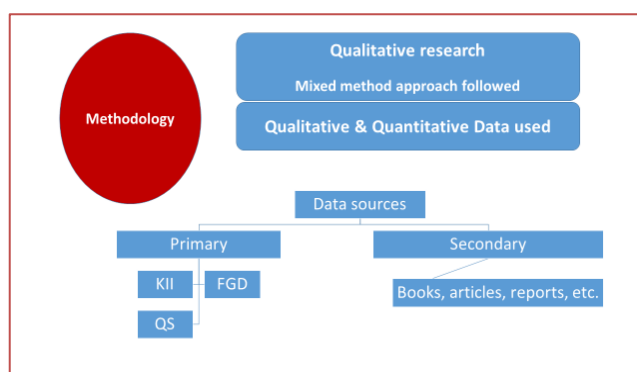 Methodology
Qualitative research
Mixed method approach followed
Qualitative & Quantitative Data used
Data sources
Primary
Secondary
KII
FGD
Books, articles, reports, etc.
QS